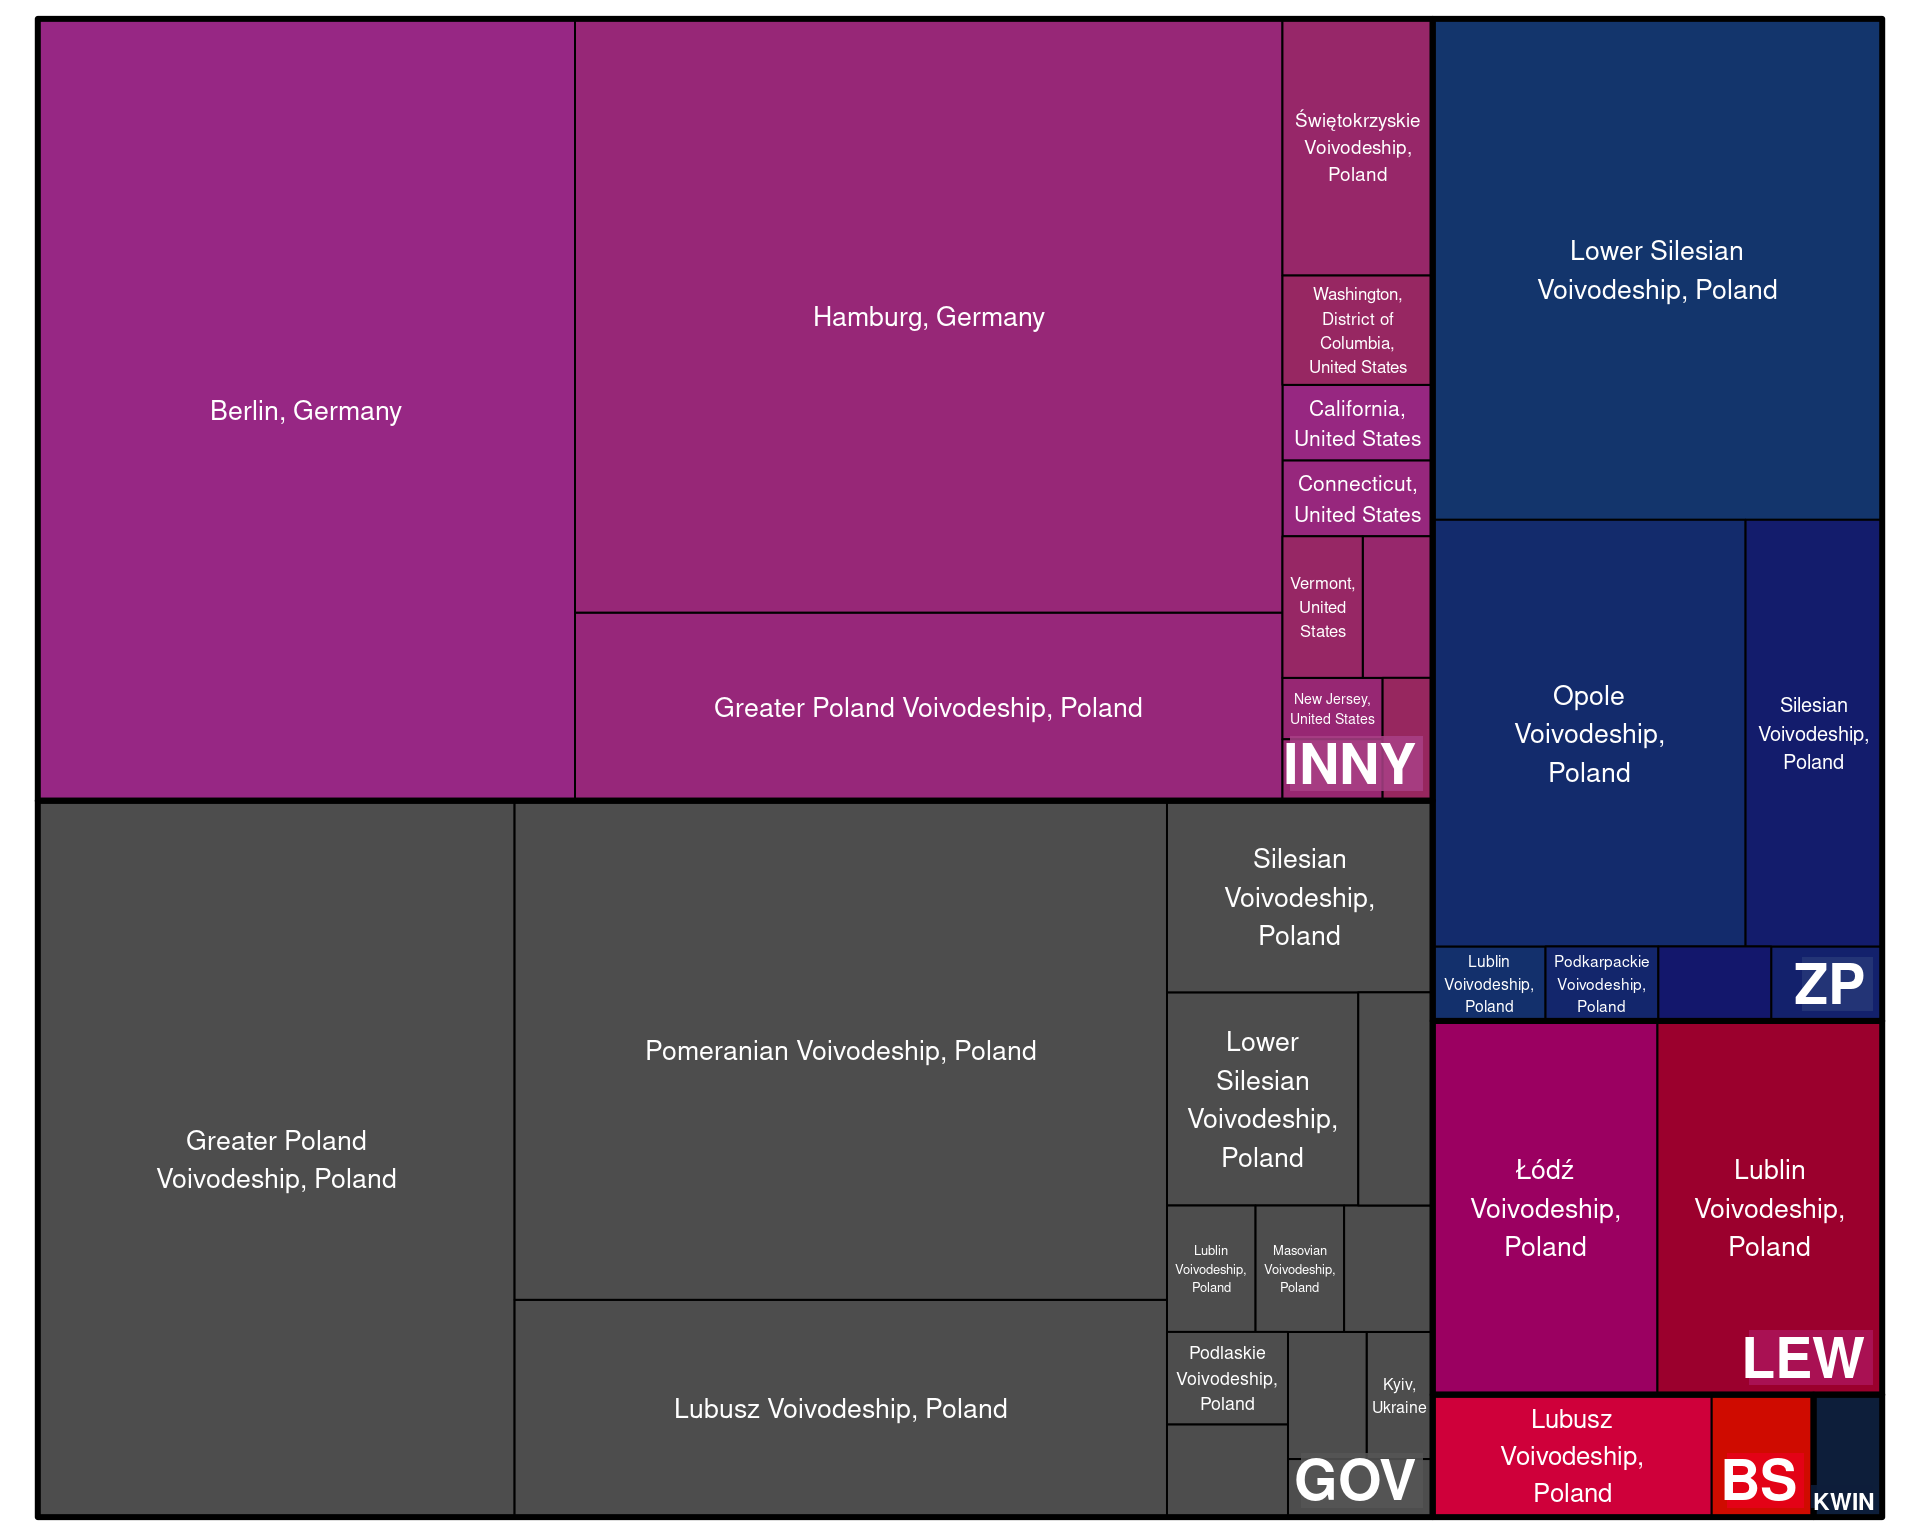 Berlin, Germany
Hamburg, Germany
Greater Poland Voivodeship, Poland
Świętokrzyskie
Voivodeship,
Poland
Washington,
District of
Columbia,
United States
California,
United States
Connecticut,
United States
Vermont,
United
States
New Jersey,
United States
INNY
Greater Poland
Voivodeship, Poland
Pomeranian Voivodeship, Poland
Lubusz Voivodeship, Poland
Silesian
Voivodeship,
Poland
Lower
Silesian
Voivodeship,
Poland
Lublin
Voivodeship,
Poland
Masovian
Voivodeship,
Poland
Podlaskie
Voivodeship,
Poland
Kyiv,
Ukraine
GOV
Lower Silesian
Voivodeship, Poland
Opole
Voivodeship,
Poland
Silesian
Voivodeship,
Poland
Lublin
Voivodeship,
Poland
Podkarpackie
Voivodeship,
Poland
ZP
Łódź
Voivodeship,
Poland
Lublin
Voivodeship,
Poland
LEW
Lubusz
Voivodeship,
Poland
BS
KWIN